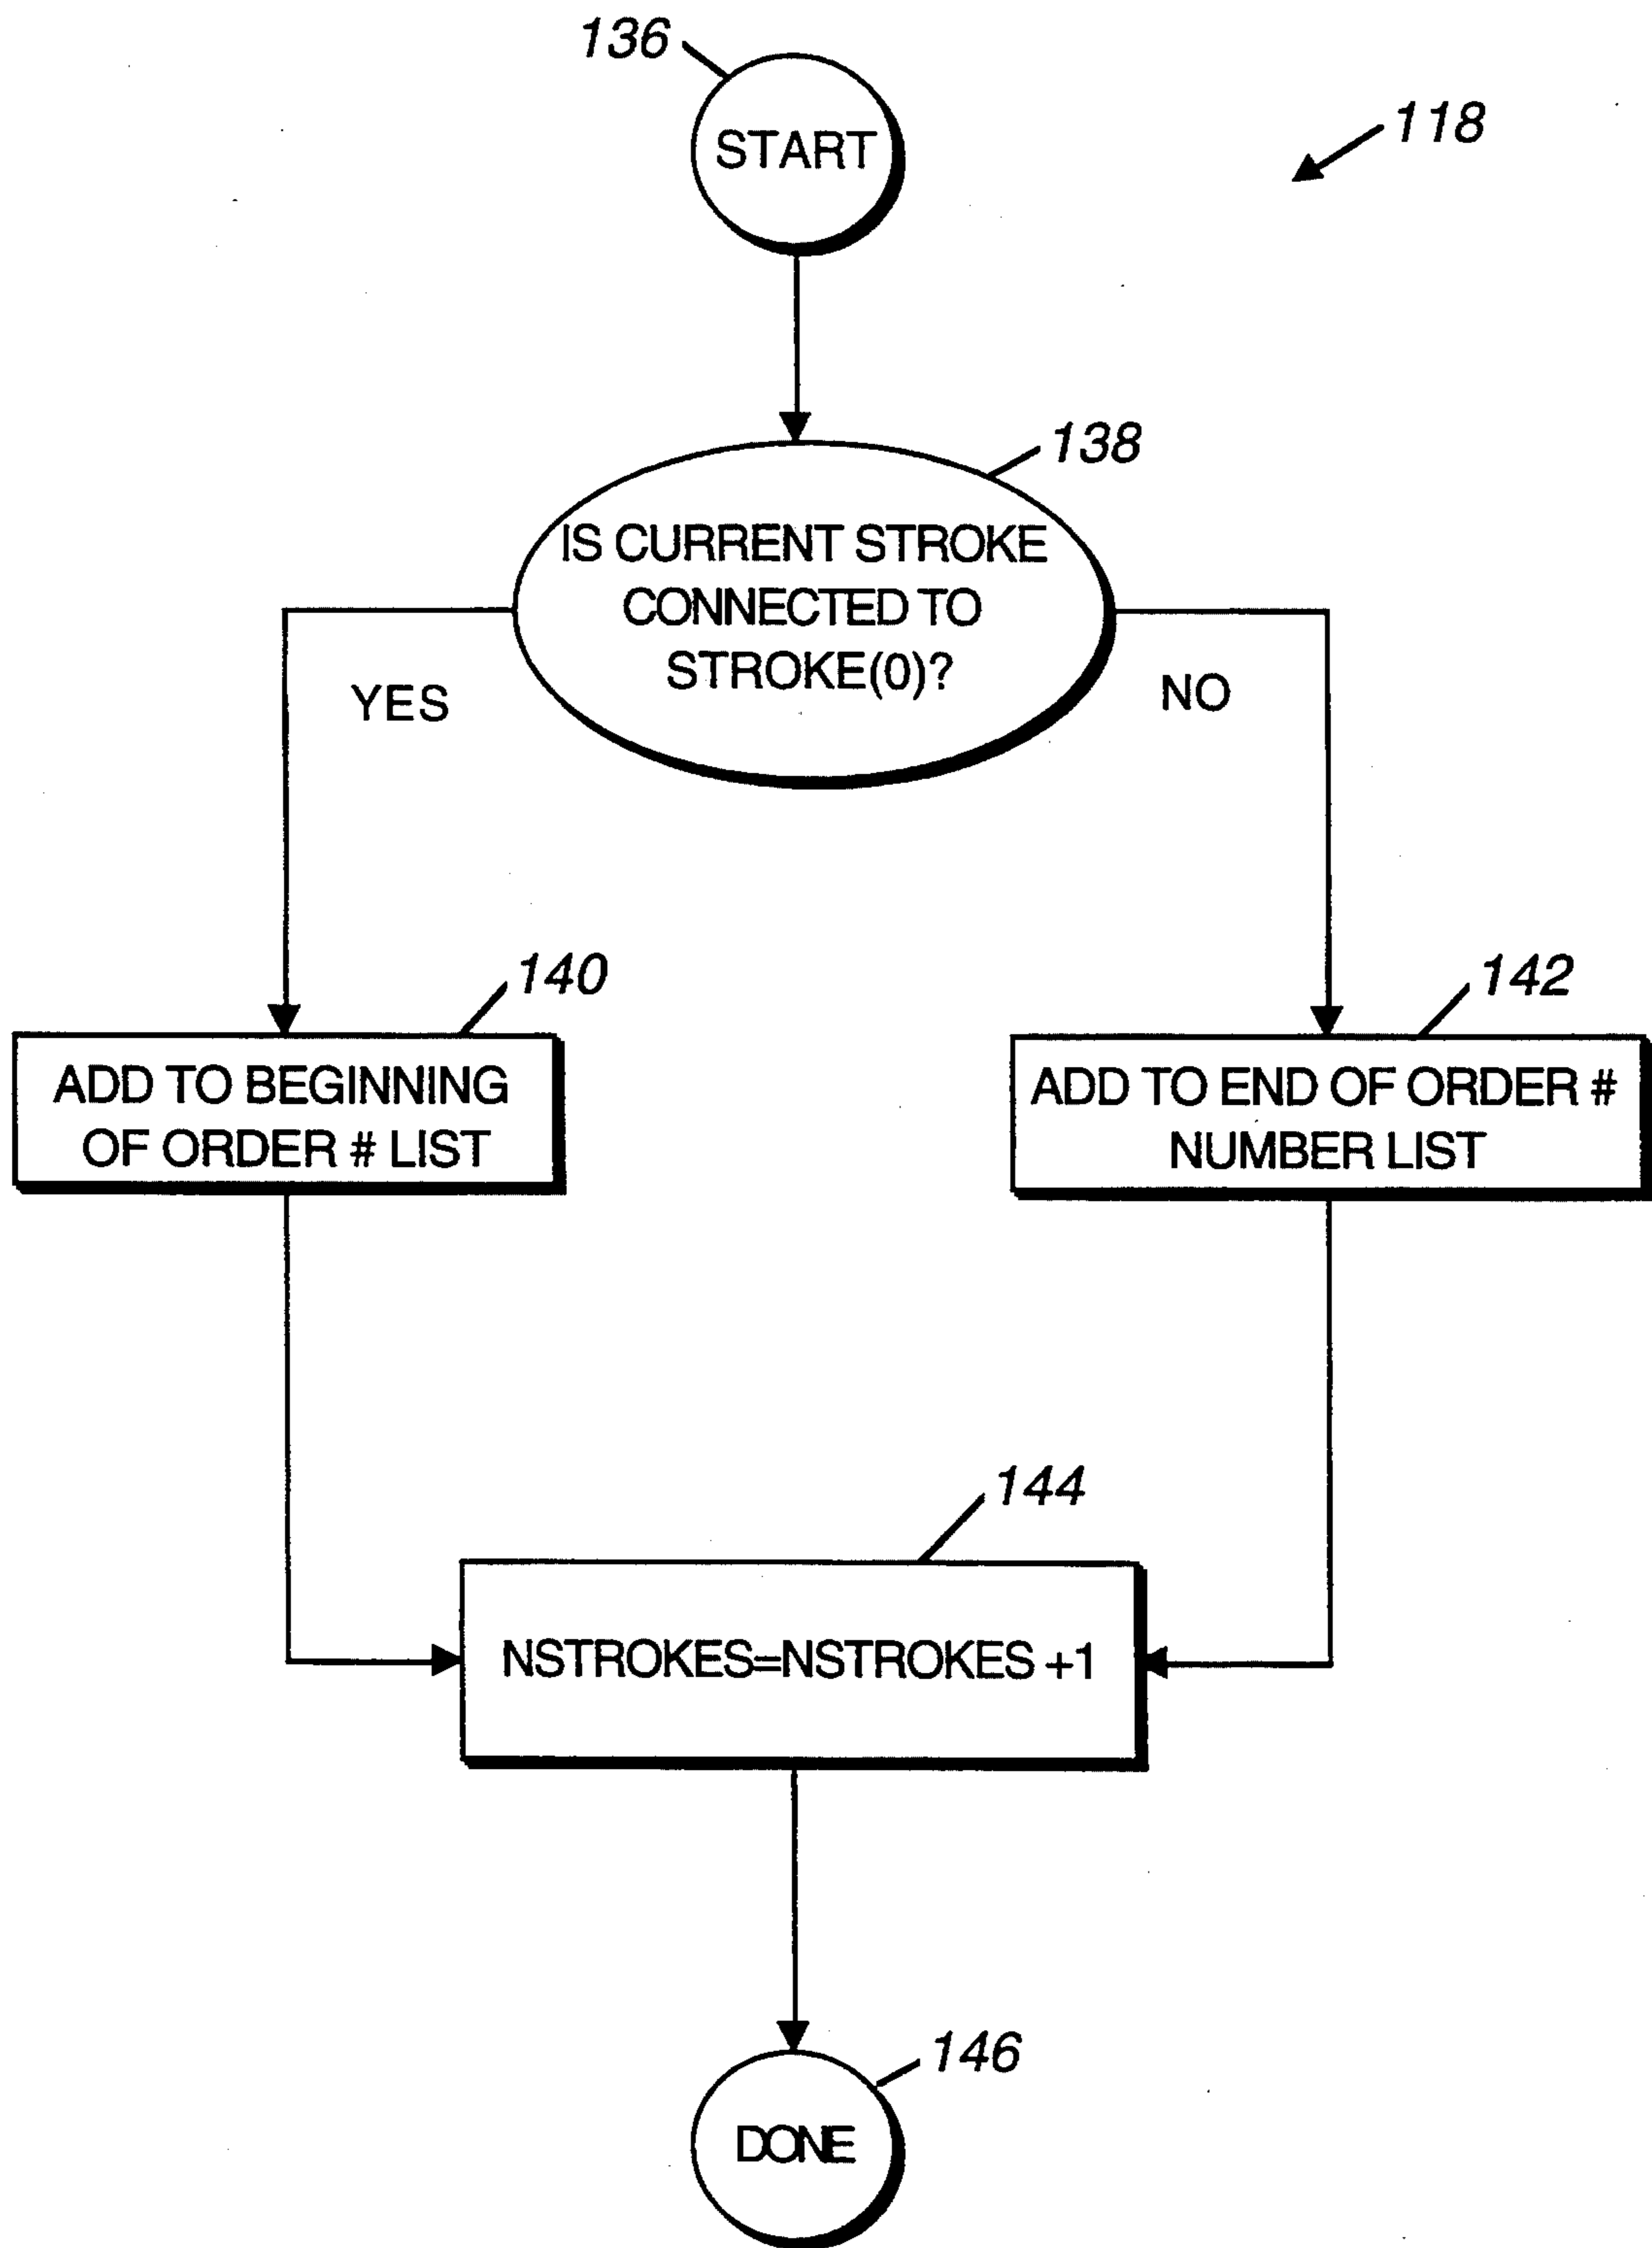 136
START
118
138
IS CURRENT STROKE
CONNECTED TO
STROKE(0)?
YES
NO
140
ADD TO BEGINNING
OF ORDER # LIST
142
ADD TO END OF ORDER #
NUMBER LIST
144
NSTROKES=NSTROKES +1
146
DONE